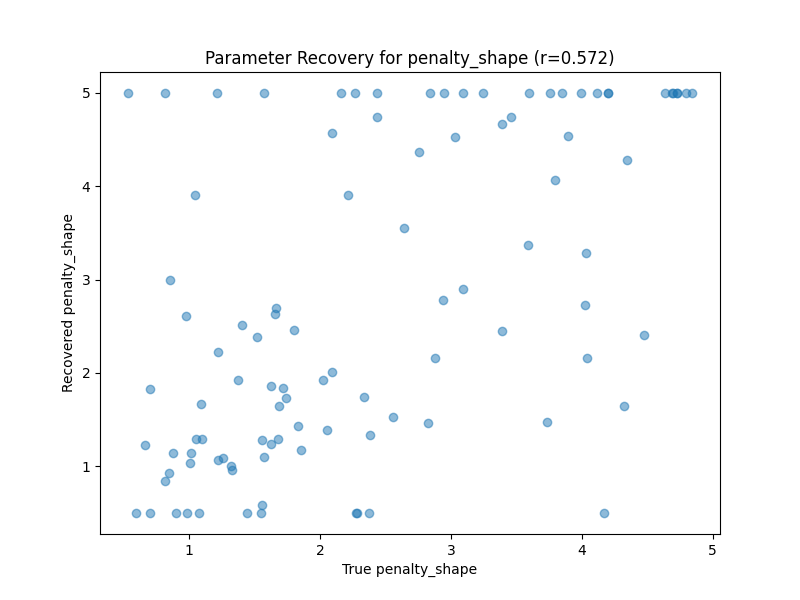 Parameter Recovery for penalty_shape (r=0.572)
Recovered penalty_shape
5
4
3
2
1
1 2 3 4 5
True penalty_shape